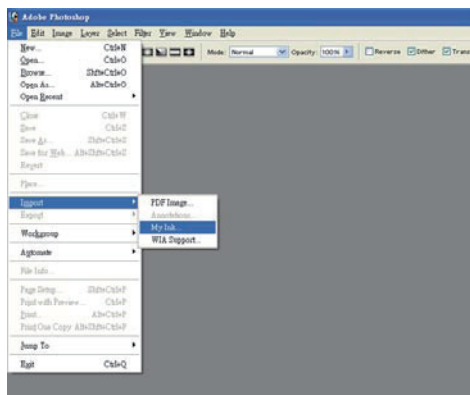 Adobe Photoshop
File Edit Image Layer Select Filter View Window Help
Mode: Normal Opacity: 100% Reverse Dither Trans
New... Ctrl+N
Open... Ctrl+O
Browse... Shft+Ctrl+O
Open As... Alt+Ctrl+O
Open Recent
Close Ctrl+W
Save Ctrl+S
Save As... Shft+Ctrl+S
Save for Web... Alt+Shft+Ctrl+S
Revert
Place...
Import
PDF Image...
Export
Annotations...
My Ink...
Workgroup
WIA Support...
Automate
File Info...
Page Setup... Shft+Ctrl+P
Print with Preview... Ctrl+P
Print... Alt+Ctrl+P
Print One Copy Alt+Shft+Ctrl+P
Jump To
Exit Ctrl+Q